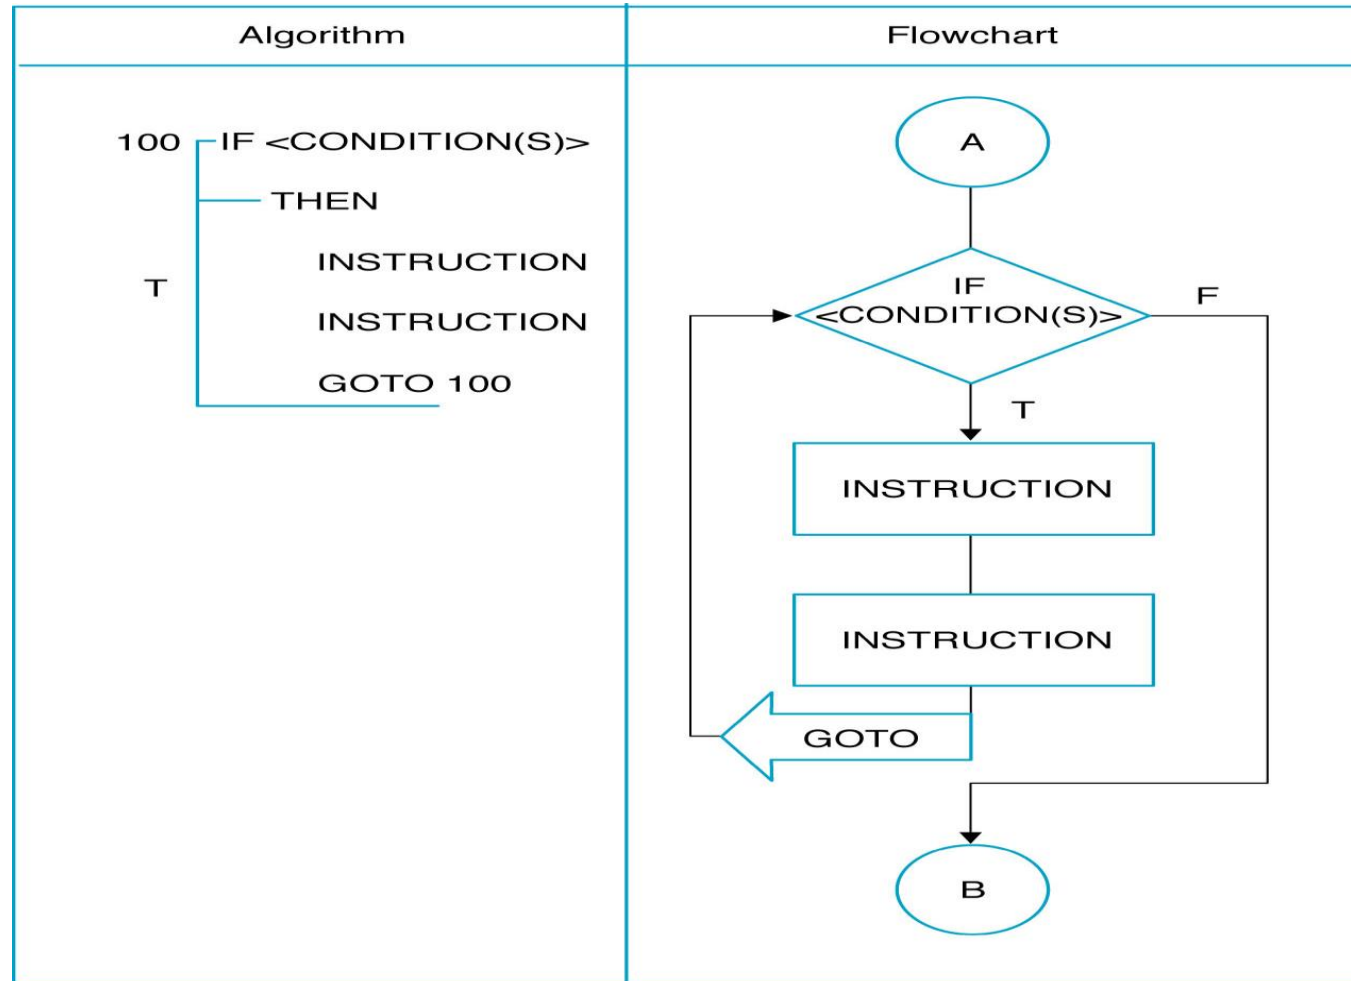 Algorithm
Flowchart
100 IF <CONDITION(S)>
THEN
T
INSTRUCTION
INSTRUCTION
GOTO 100
A
IF
<CONDITION(S)>
F
T
INSTRUCTION
INSTRUCTION
GOTO
B